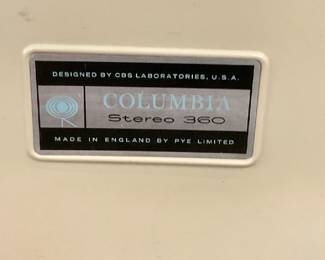 DESIGNED BY CBS LABORATORIES, U.S.A.
COLUMBIA
Stereo 360
MADE IN ENGLAND BY PYE LIMITED